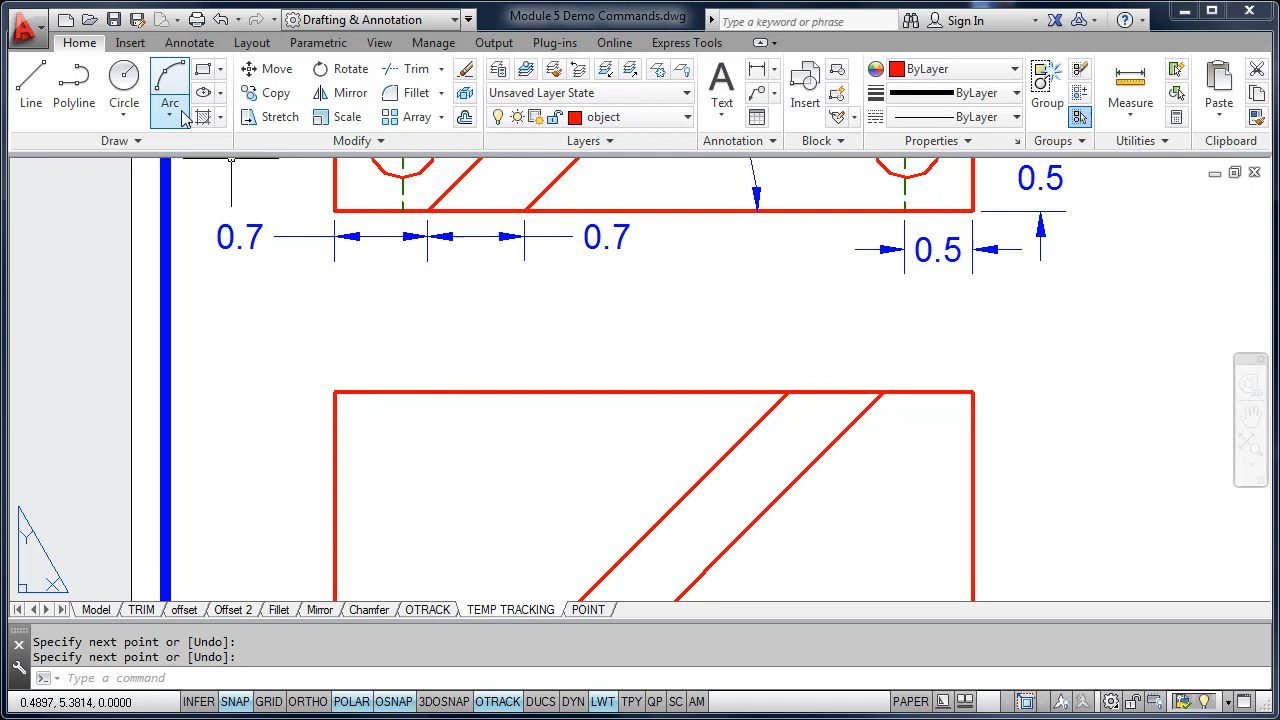 Drafting & Annotation
Module 5 Demo Commands.dwg
Type a keyword or phrase
Sign In
Home Insert Annotate Layout Parametric View Manage Output Plug-ins Online Express Tools
Line Polyline Circle Arc
Move Rotate Trim
Copy Mirror Fillet
Stretch Scale Array
Unsaved Layer State
object
Text
Insert
ByLayer
ByLayer
ByLayer
Group
Measure
Paste
Draw Modify Layers Annotation Block Properties Groups Utilities Clipboard
0.5
0.7 0.7 0.5
Y
X
Model TRIM offset Offset 2 Fillet Mirror Chamfer OTRACK TEMP TRACKING POINT
Specify next point or [Undo]:
Specify next point or [Undo]:
Type a command
0.4897, 5.3814, 0.0000 INFER SNAP GRID ORTHO POLAR OSNAP 3DOSNAP OTRACK DUCS DYN LWT TPY QP SC AM PAPER